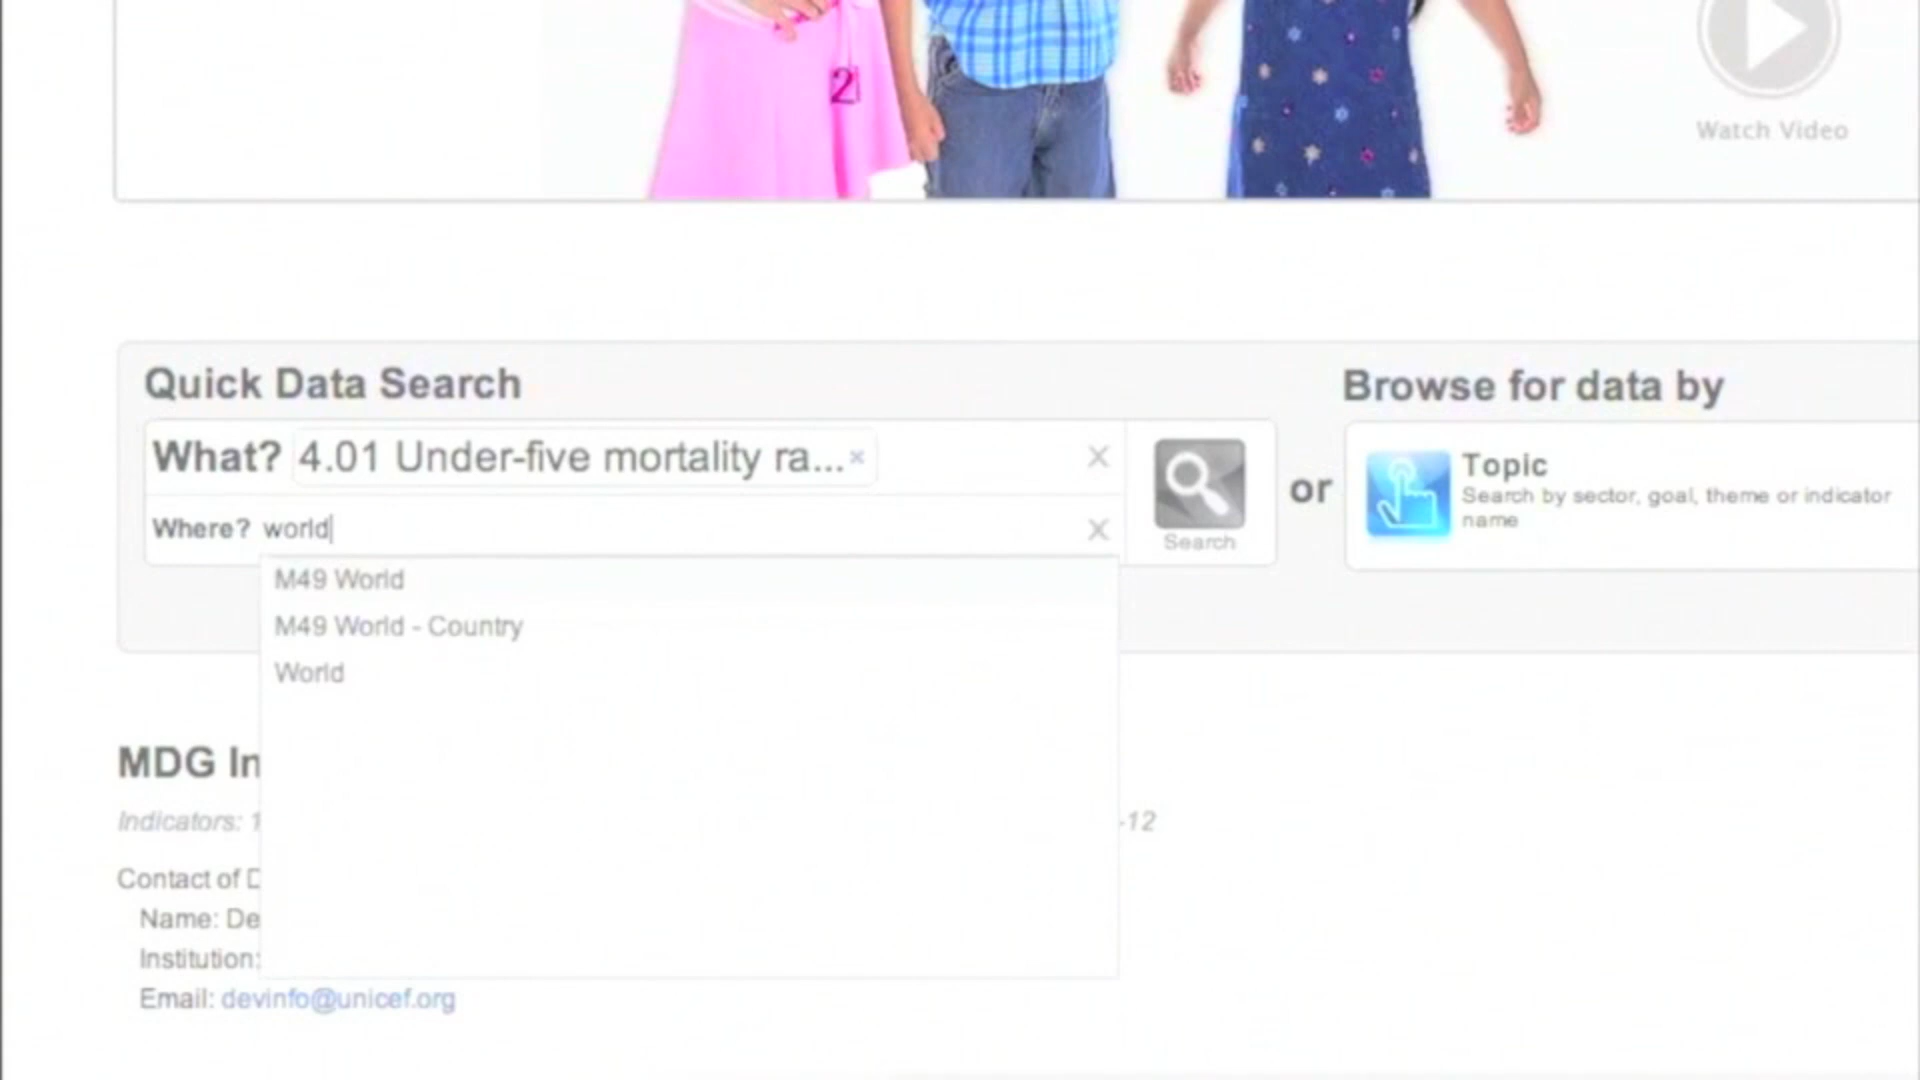 2
Watch Video
Quick Data Search
Browse for data by
What? 4.01 Under-five mortality ra...
Search
or
Topic
Search by sector, goal, theme or indicator
name
Where? world
M49 World
M49 World - Country
World
MDG In
Indicators: 1
-12
Contact of D
Name: De
Institution:
Email: devinfo@unicef.org